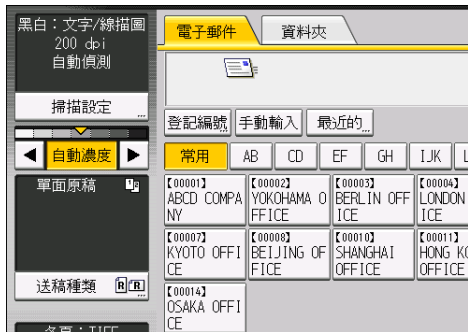 黑白：文字/線描圖
200 dpi
自動偵測
掃描設定
自動濃度
單面原稿
送稿種類
電子郵件
資料夾
登記編號
手動輸入
最近的
常用
AB
CD
EF
GH
IJK
【00001】
ABCD COMPA
NY
【00002】
YOKOHAMA O
FFICE
【00003】
BERLIN OFF
ICE
【00004】
LONDON
ICE
【00007】
KYOTO OFFI
CE
【00008】
BEIJING OF
FICE
【00010】
SHANGHAI
OFFICE
【00011】
HONG KO
OFFICE
【00014】
OSAKA OFFI
CE